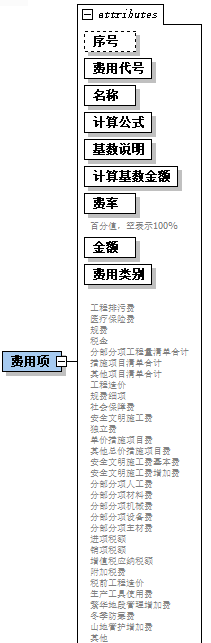 attributes
序号
费用代号
名称
计算公式
基数说明
计算基数金额
费率
百分值，空表示100%
金额
费用类别
费用项
工程排污费
医疗保险费
规费
税金
分部分项工程量清单合计
措施项目清单合计
其他项目清单合计
工程造价
规费细项
社会保障费
安全文明施工费
独立费
单价措施项目费
其他总价措施项目费
安全文明施工费基本费
安全文明施工费增加费
分部分项人工费
分部分项材料费
分部分项机械费
分部分项设备费
分部分项主材费
进项税额
销项税额
增值税应纳税额
附加税费
税前工程造价
生产工具使用费
繁华地段管理增加费
冬季防寒费
山地管护增加费
其他